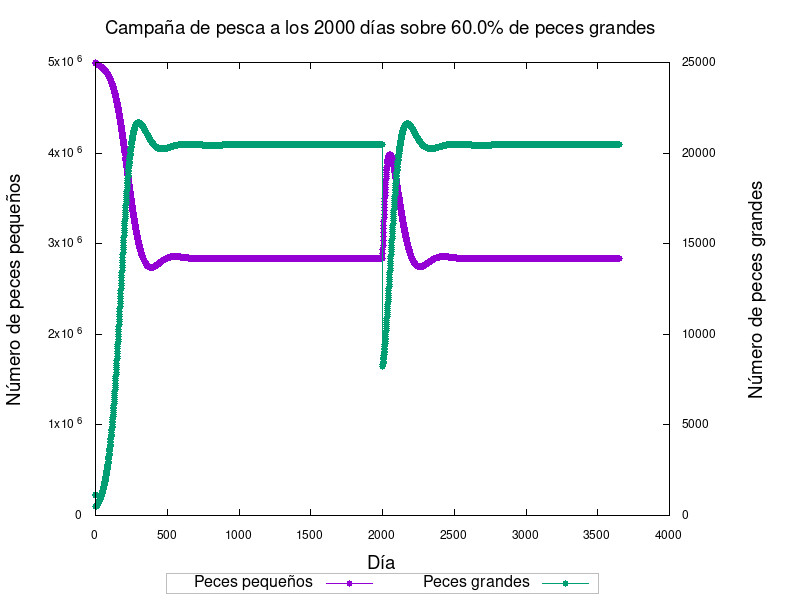 Campaña de pesca a los 2000 días sobre 60.0% de peces grandes
Número de peces pequeños
5x10 6
4x10 6
3x10 6
2x10 6
1x10 6
0
25000
20000
15000
10000
5000
0
Número de peces grandes
0 500 1000 1500 2000 2500 3000 3500 4000
Día
Peces pequeños Peces grandes